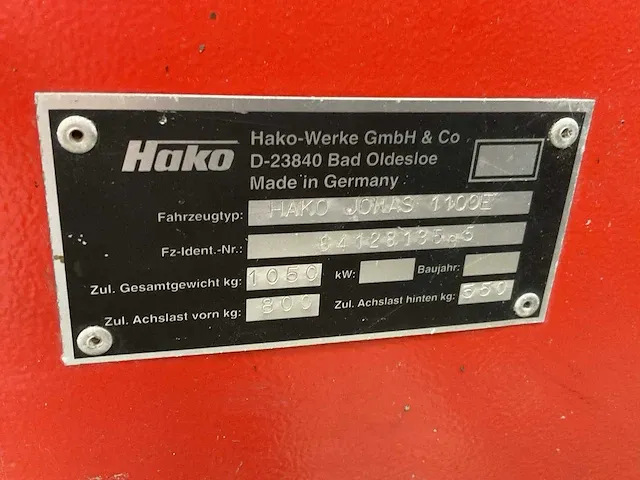 Hako
Hako-Werke GmbH & Co
D-23840 Bad Oldesloe
Made in Germany
Fahrzeugtyp: HAKO JONAS 1100E
Fz-Ident.-Nr.:
Zul. Gesamtgewicht kg: 1050 kW: Baujahr:
Zul. Achslast vorn kg: 800 Zul. Achslast hinten kg: 550